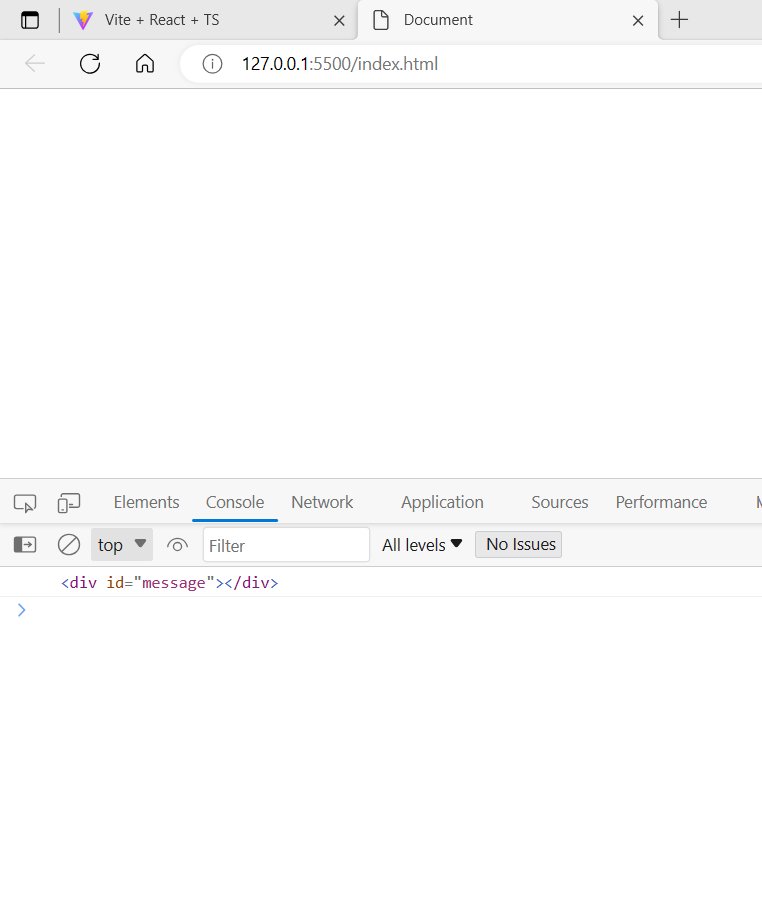 Vite + React + TS
Document
127.0.0.1:5500/index.html
Elements Console Network Application Sources Performance
top Filter All levels No Issues
<div id="message"></div>